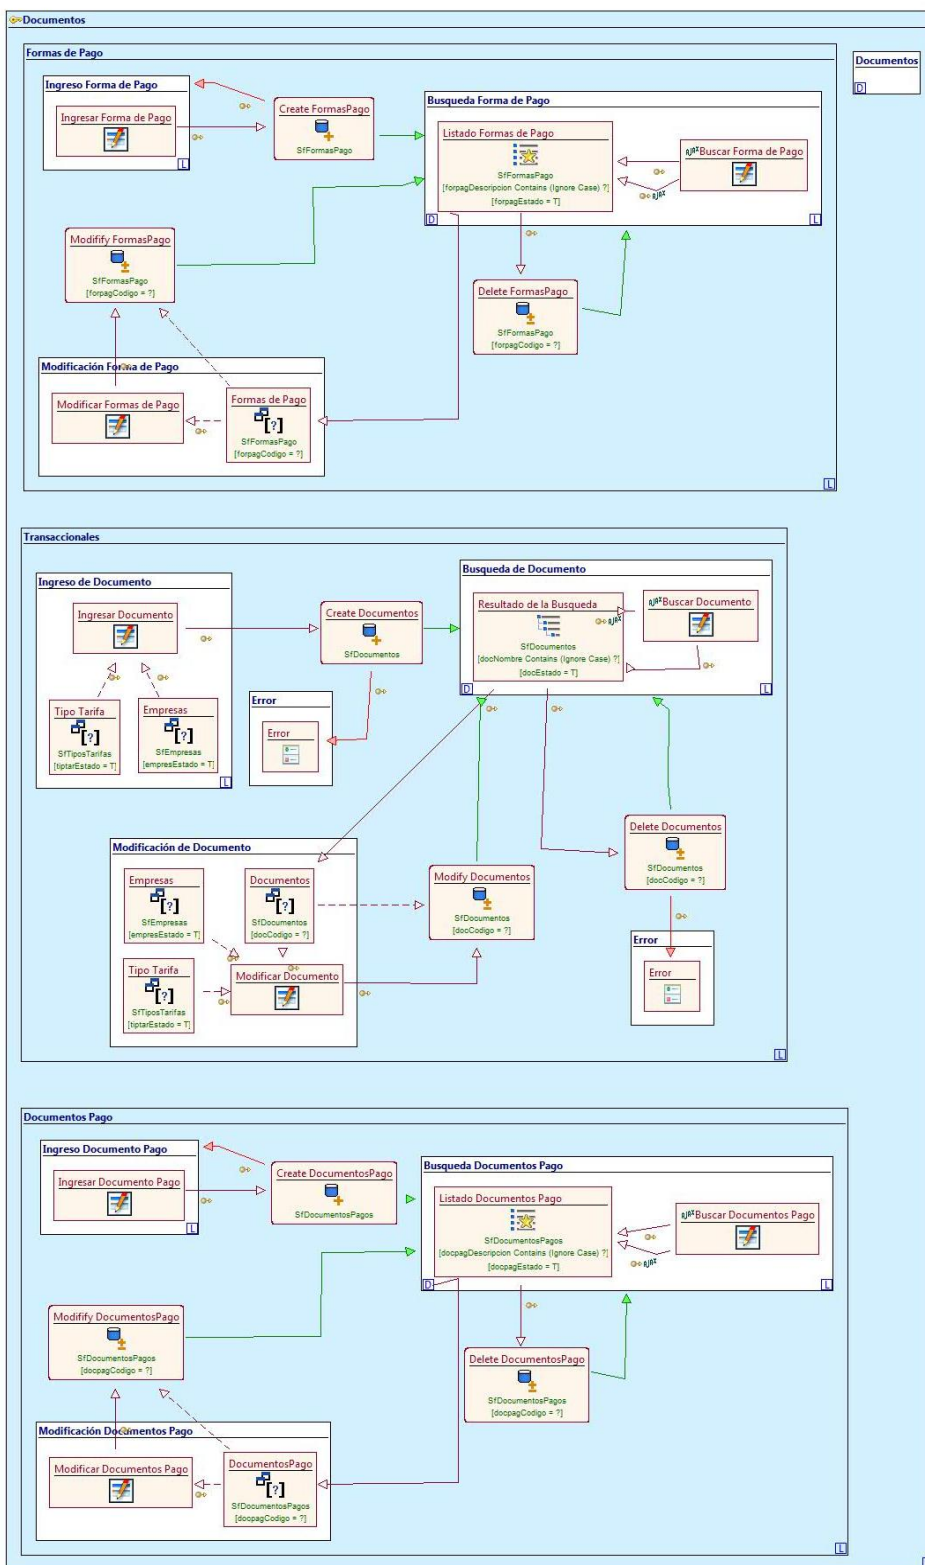 Documentos
Formas de Pago
Documentos
D
Ingreso Forma de Pago
Ingresar Forma de Pago
L
Create FormasPago
SfFormasPago
Busqueda Forma de Pago
Listado Formas de Pago
SfFormasPago
[forpagDescripcion Contains (Ignore Case) ?]
[forpagEstado = T]
AJAX Buscar Forma de Pago
AJAX
D
L
Modifify FormasPago
SfFormasPago
[forpagCodigo = ?]
Delete FormasPago
SfFormasPago
[forpagCodigo = ?]
Modificación Forma de Pago
Modificar Formas de Pago
Formas de Pago
SfFormasPago
[forpagCodigo = ?]
L
Transaccionales
Ingreso de Documento
Ingresar Documento
Tipo Tarifa
SfTiposTarifas
[tiptarEstado = T]
Empresas
SfEmpresas
[empresEstado = T]
L
Create Documentos
SfDocumentos
Error
Error
Busqueda de Documento
Resultado de la Busqueda
SfDocumentos
[docNombre Contains (Ignore Case) ?]
[docEstado = T]
AJAX
AJAX Buscar Documento
D
L
Modificación de Documento
Empresas
SfEmpresas
[empresEstado = T]
Documentos
SfDocumentos
[docCodigo = ?]
Tipo Tarifa
SfTiposTarifas
[tiptarEstado = T]
Modificar Documento
Modify Documentos
SfDocumentos
[docCodigo = ?]
Delete Documentos
SfDocumentos
[docCodigo = ?]
Error
Error
L
Documentos Pago
Ingreso Documento Pago
Ingresar Documento Pago
L
Create DocumentosPago
SfDocumentosPagos
Busqueda Documentos Pago
Listado Documentos Pago
SfDocumentosPagos
[docpagDescripcion Contains (Ignore Case) ?]
[docpagEstado = T]
AJAX Buscar Documentos Pago
AJAX
D
L
Modifify DocumentosPago
SfDocumentosPagos
[docpagCodigo = ?]
Delete DocumentosPago
SfDocumentosPagos
[docpagCodigo = ?]
Modificación Documentos Pago
Modificar Documentos Pago
DocumentosPago
SfDocumentosPagos
[docpagCodigo = ?]
L
L